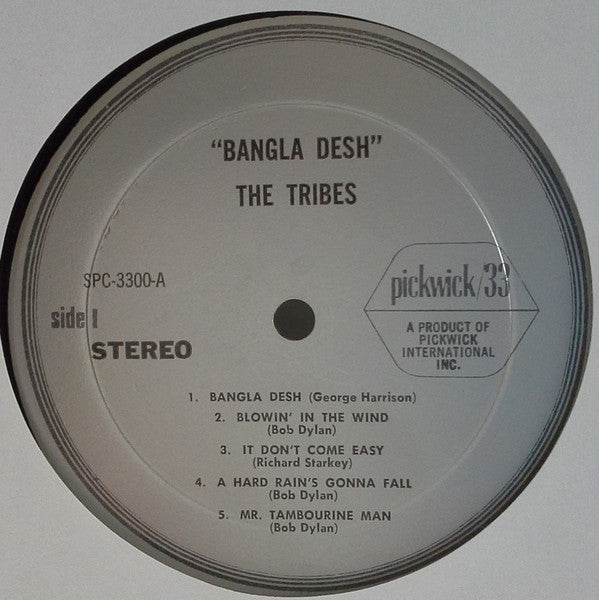 "BANGLA DESH"
THE TRIBES
SPC-3300-A
side 1
STEREO
pickwick/33
A PRODUCT OF
PICKWICK
INTERNATIONAL
INC.
1. BANGLA DESH (George Harrison)
2. BLOWIN' IN THE WIND
(Bob Dylan)
3. IT DON'T COME EASY
(Richard Starkey)
4. A HARD RAIN'S GONNA FALL
(Bob Dylan)
5. MR. TAMBOURINE MAN
(Bob Dylan)